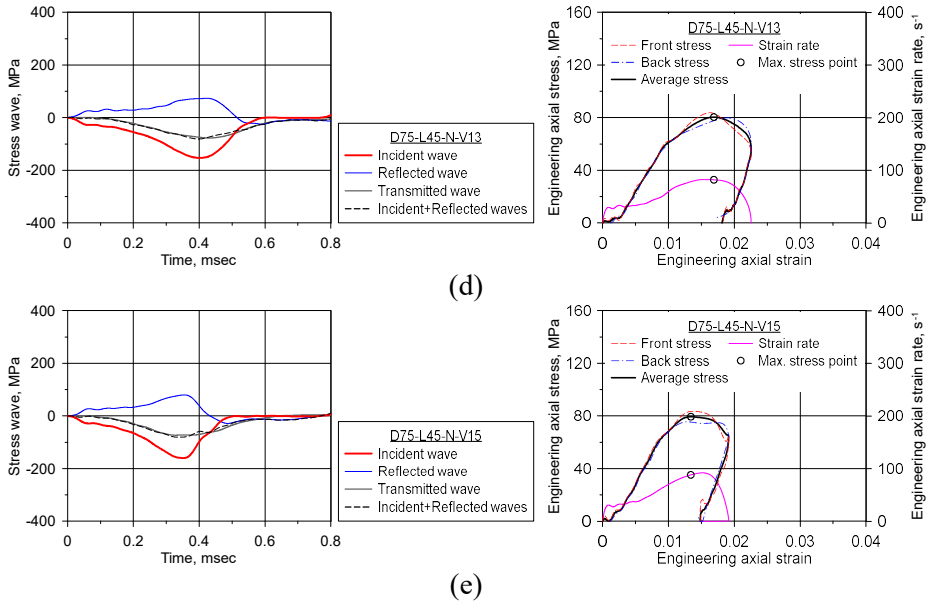 400
200
0
-200
-400
Stress wave, MPa
0
0.2
0.4
0.6
0.8
Time, msec
D75-L45-N-V13
Incident wave
Reflected wave
Transmitted wave
Incident+Reflected waves
160
120
80
40
0
Engineering axial stress, MPa
D75-L45-N-V13
Front stress
Strain rate
Back stress
Max. stress point
Average stress
400
300
200
100
0
Engineering axial strain rate, s-1
0
0.01
0.02
0.03
0.04
Engineering axial strain
(d)
400
200
0
-200
-400
Stress wave, MPa
0
0.2
0.4
0.6
0.8
Time, msec
D75-L45-N-V15
Incident wave
Reflected wave
Transmitted wave
Incident+Reflected waves
160
120
80
40
0
Engineering axial stress, MPa
D75-L45-N-V15
Front stress
Strain rate
Back stress
Max. stress point
Average stress
400
300
200
100
0
Engineering axial strain rate, s-1
0
0.01
0.02
0.03
0.04
Engineering axial strain
(e)